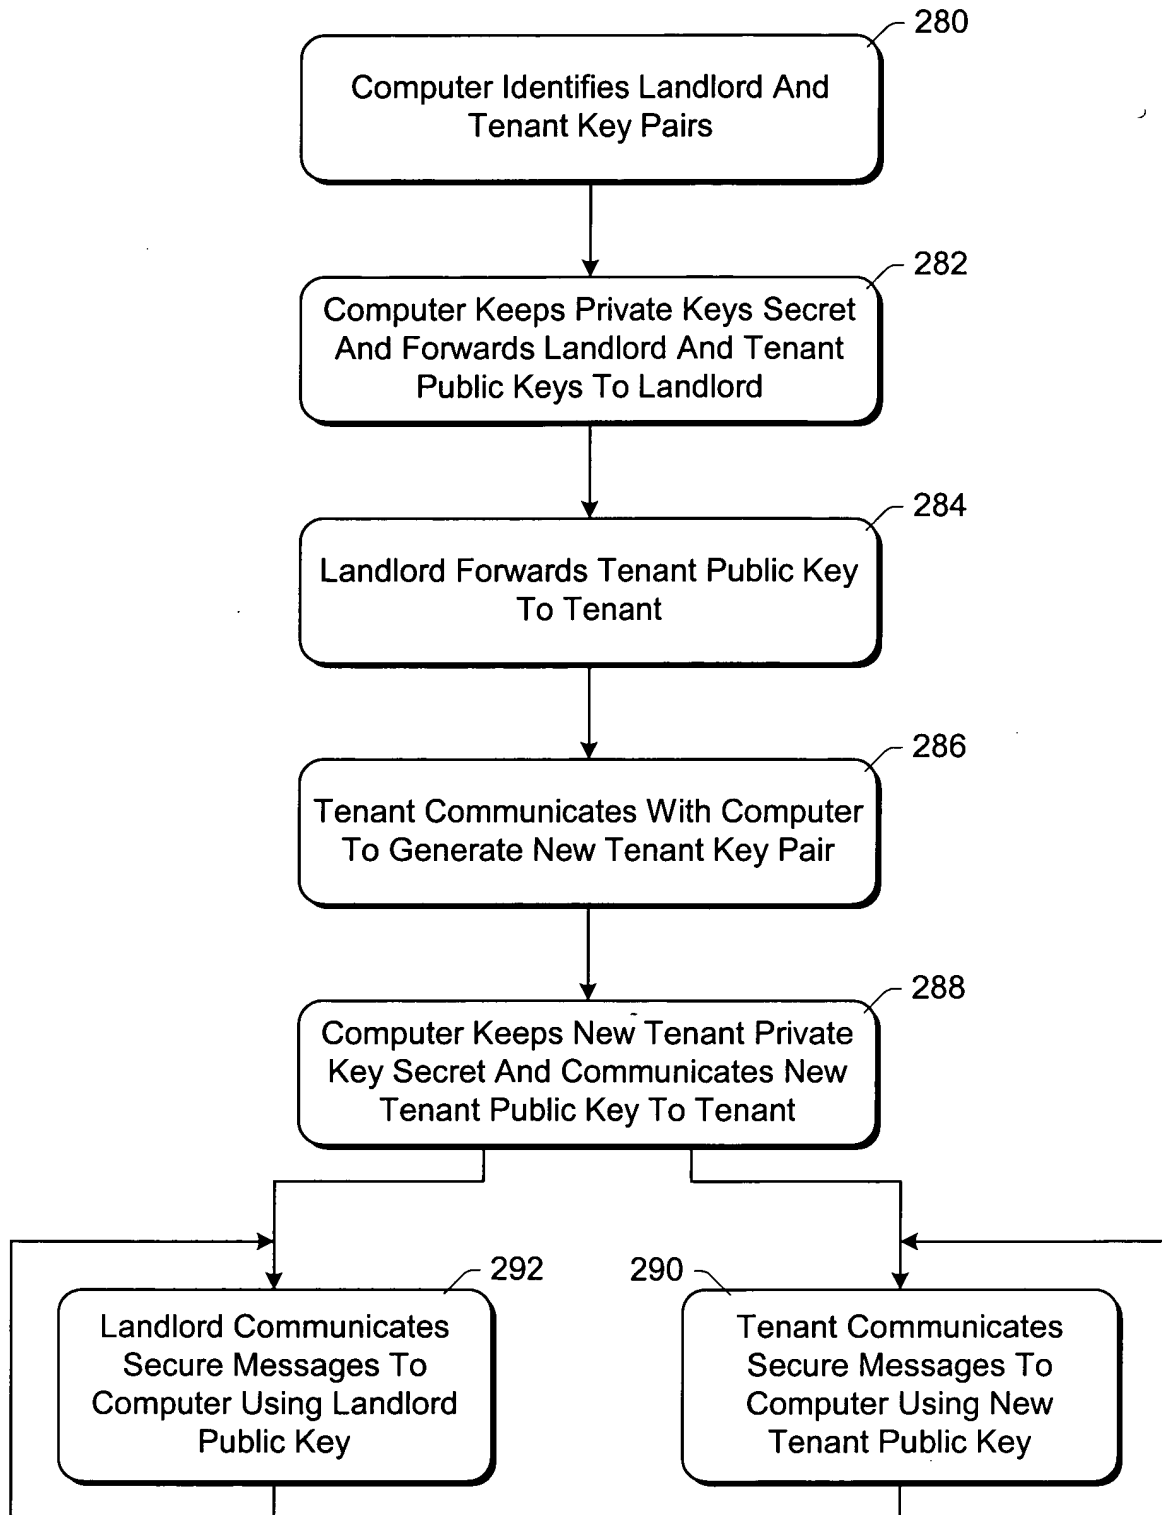 280
Computer Identifies Landlord And
Tenant Key Pairs
282
Computer Keeps Private Keys Secret
And Forwards Landlord And Tenant
Public Keys To Landlord
284
Landlord Forwards Tenant Public Key
To Tenant
286
Tenant Communicates With Computer
To Generate New Tenant Key Pair
288
Computer Keeps New Tenant Private
Key Secret And Communicates New
Tenant Public Key To Tenant
292
Landlord Communicates
Secure Messages To
Computer Using Landlord
Public Key
290
Tenant Communicates
Secure Messages To
Computer Using New
Tenant Public Key